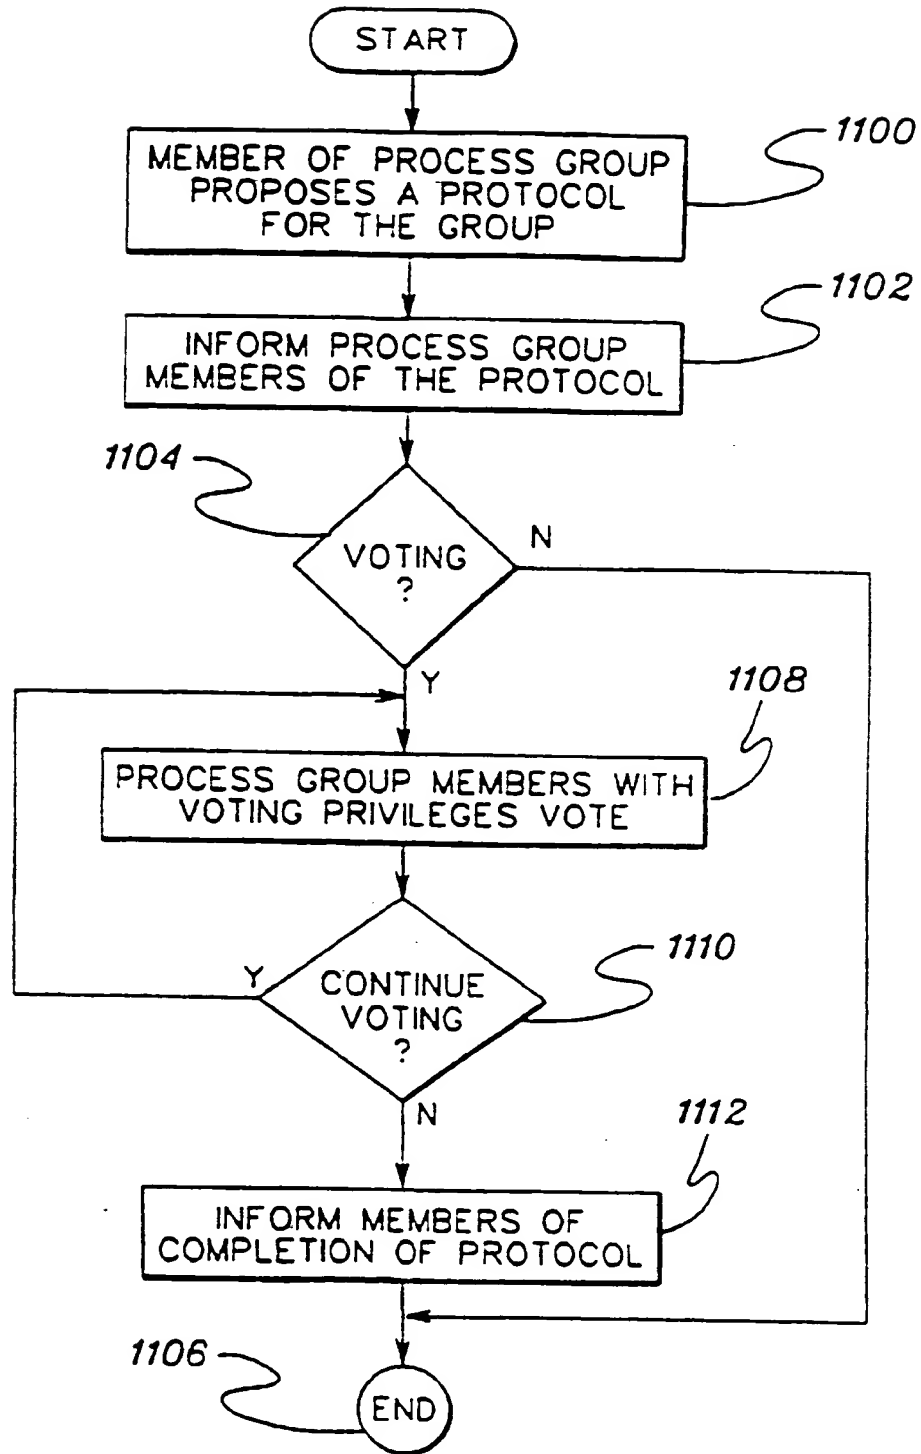 START
MEMBER OF PROCESS GROUP
PROPOSES A PROTOCOL
FOR THE GROUP
1100
INFORM PROCESS GROUP
MEMBERS OF THE PROTOCOL
1102
1104
VOTING
?
N
Y
1108
PROCESS GROUP MEMBERS WITH
VOTING PRIVILEGES VOTE
1110
Y
CONTINUE
VOTING
?
N
1112
INFORM MEMBERS OF
COMPLETION OF PROTOCOL
1106
END